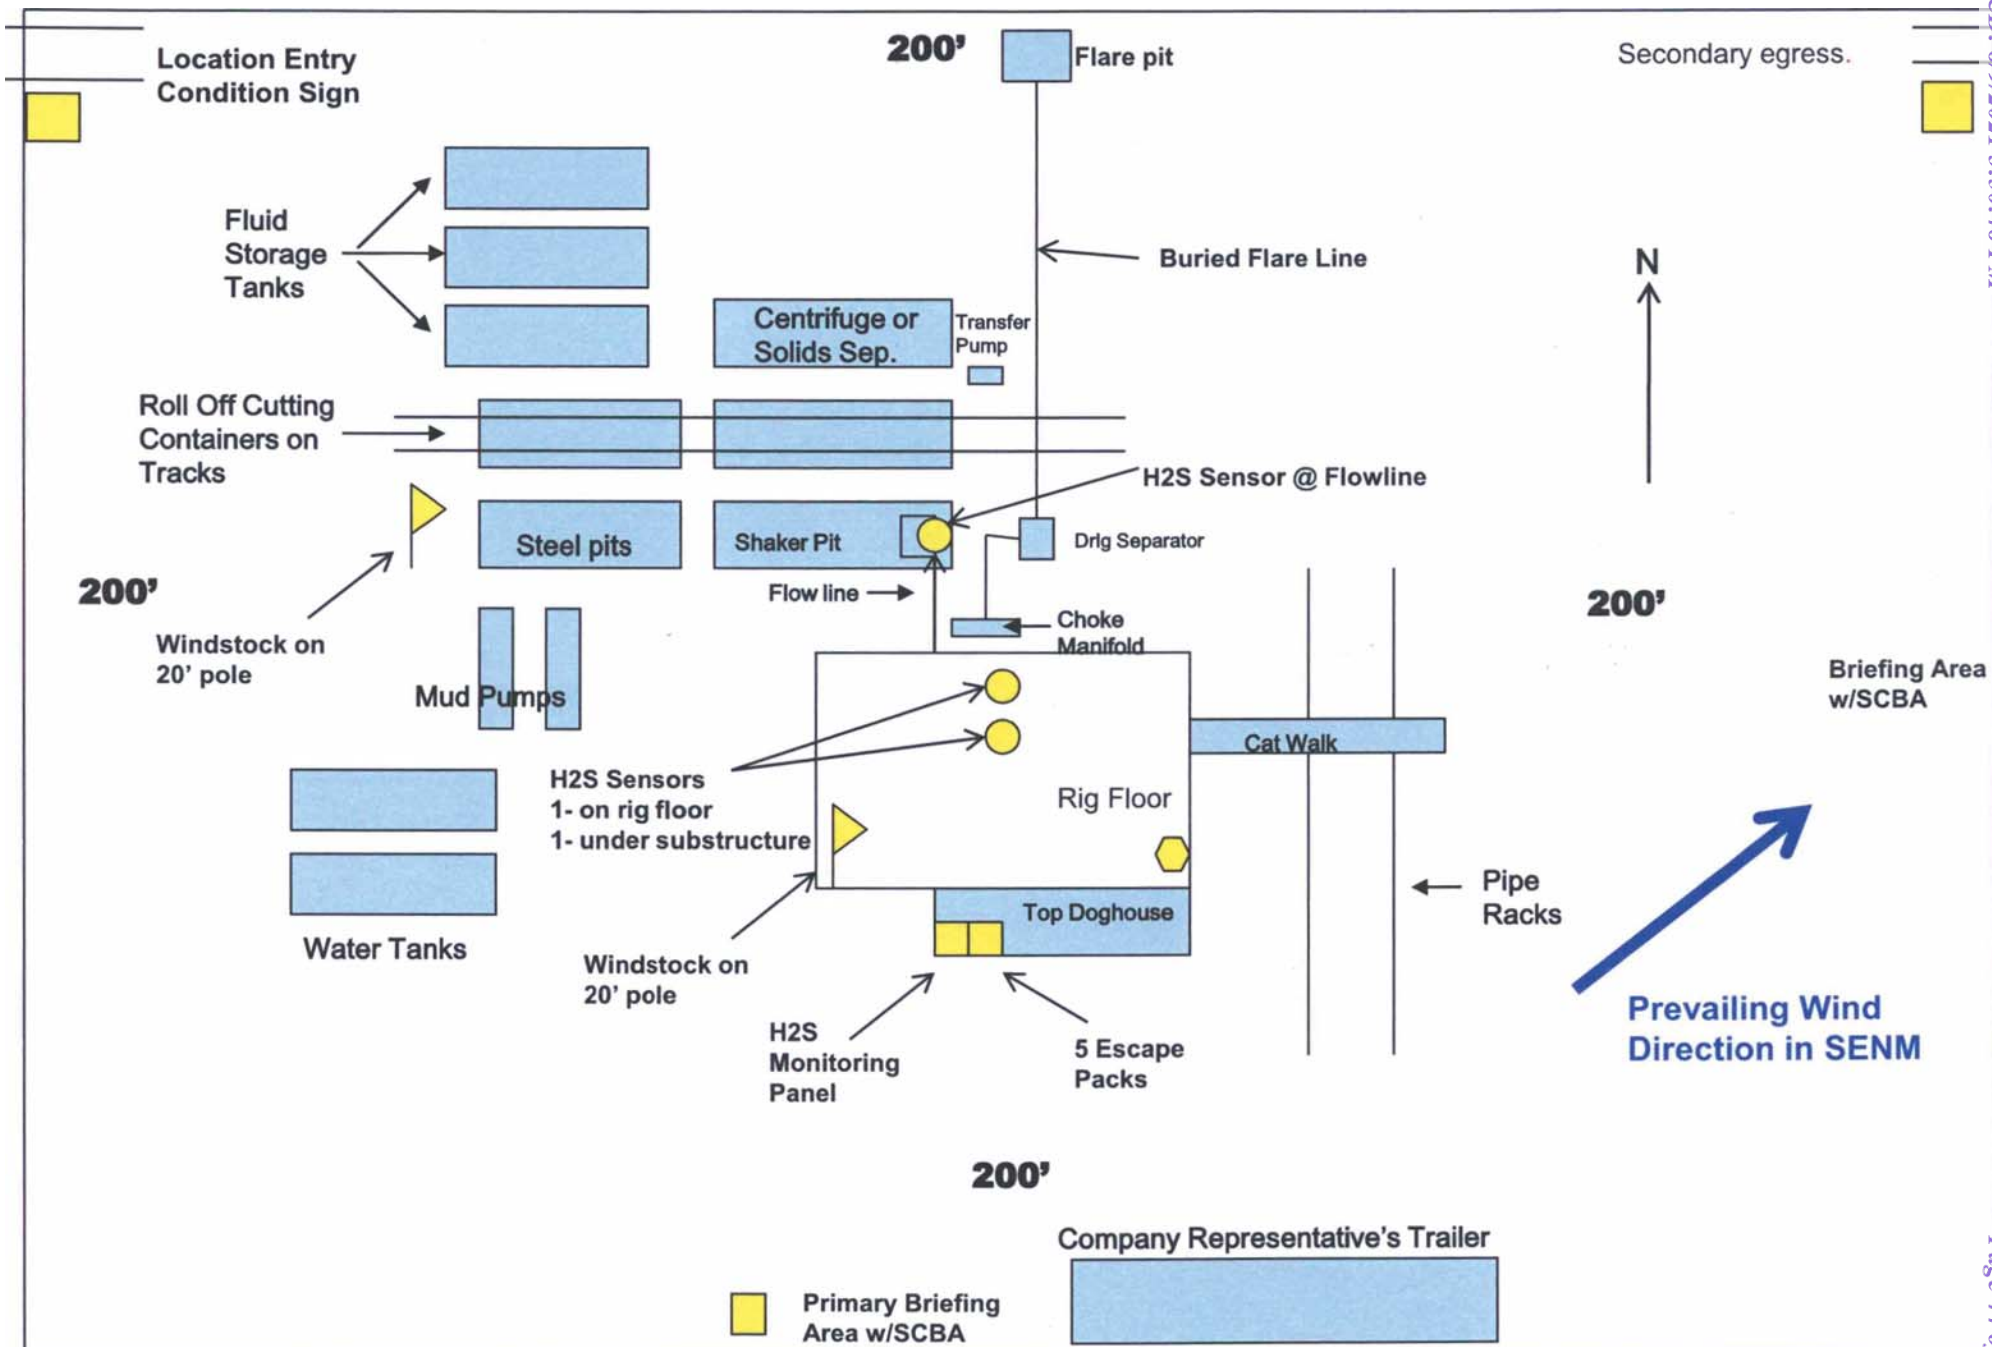 200’
Flare pit
Secondary egress.
Location Entry
Condition Sign
Fluid
Storage
Tanks
Buried Flare Line
N
Centrifuge or
Solids Sep.
Transfer
Pump
Roll Off Cutting
Containers on
Tracks
H2S Sensor @ Flowline
Steel pits
Shaker Pit
Drlg Separator
200’
Flow line
200’
Choke
Manifold
Windstock on
20’ pole
Mud Pumps
Briefing Area
w/SCBA
Cat Walk
H2S Sensors
1- on rig floor
1- under substructure
Rig Floor
Pipe
Racks
Top Doghouse
Water Tanks
Windstock on
20’ pole
H2S
Monitoring
Panel
5 Escape
Packs
Prevailing Wind
Direction in SENM
200’
Company Representative’s Trailer
Primary Briefing
Area w/SCBA